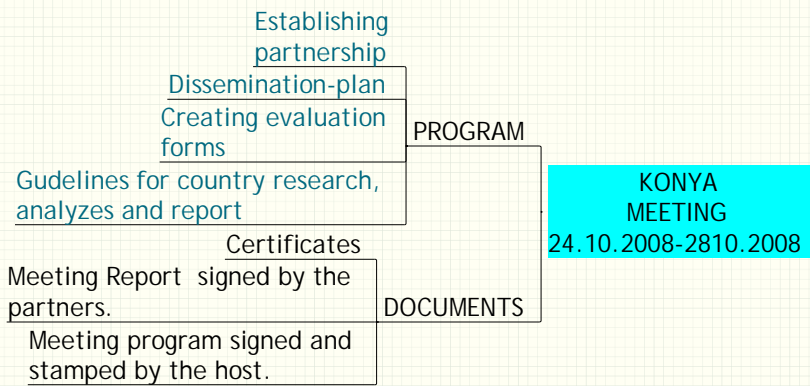 Establishing
partnership
Dissemination-plan
Creating evaluation
forms
Gudelines for country research,
analyzes and report
PROGRAM
Certificates
Meeting Report  signed by the
partners.
Meeting program signed and
stamped by the host.
DOCUMENTS
KONYA
MEETING
24.10.2008-2810.2008